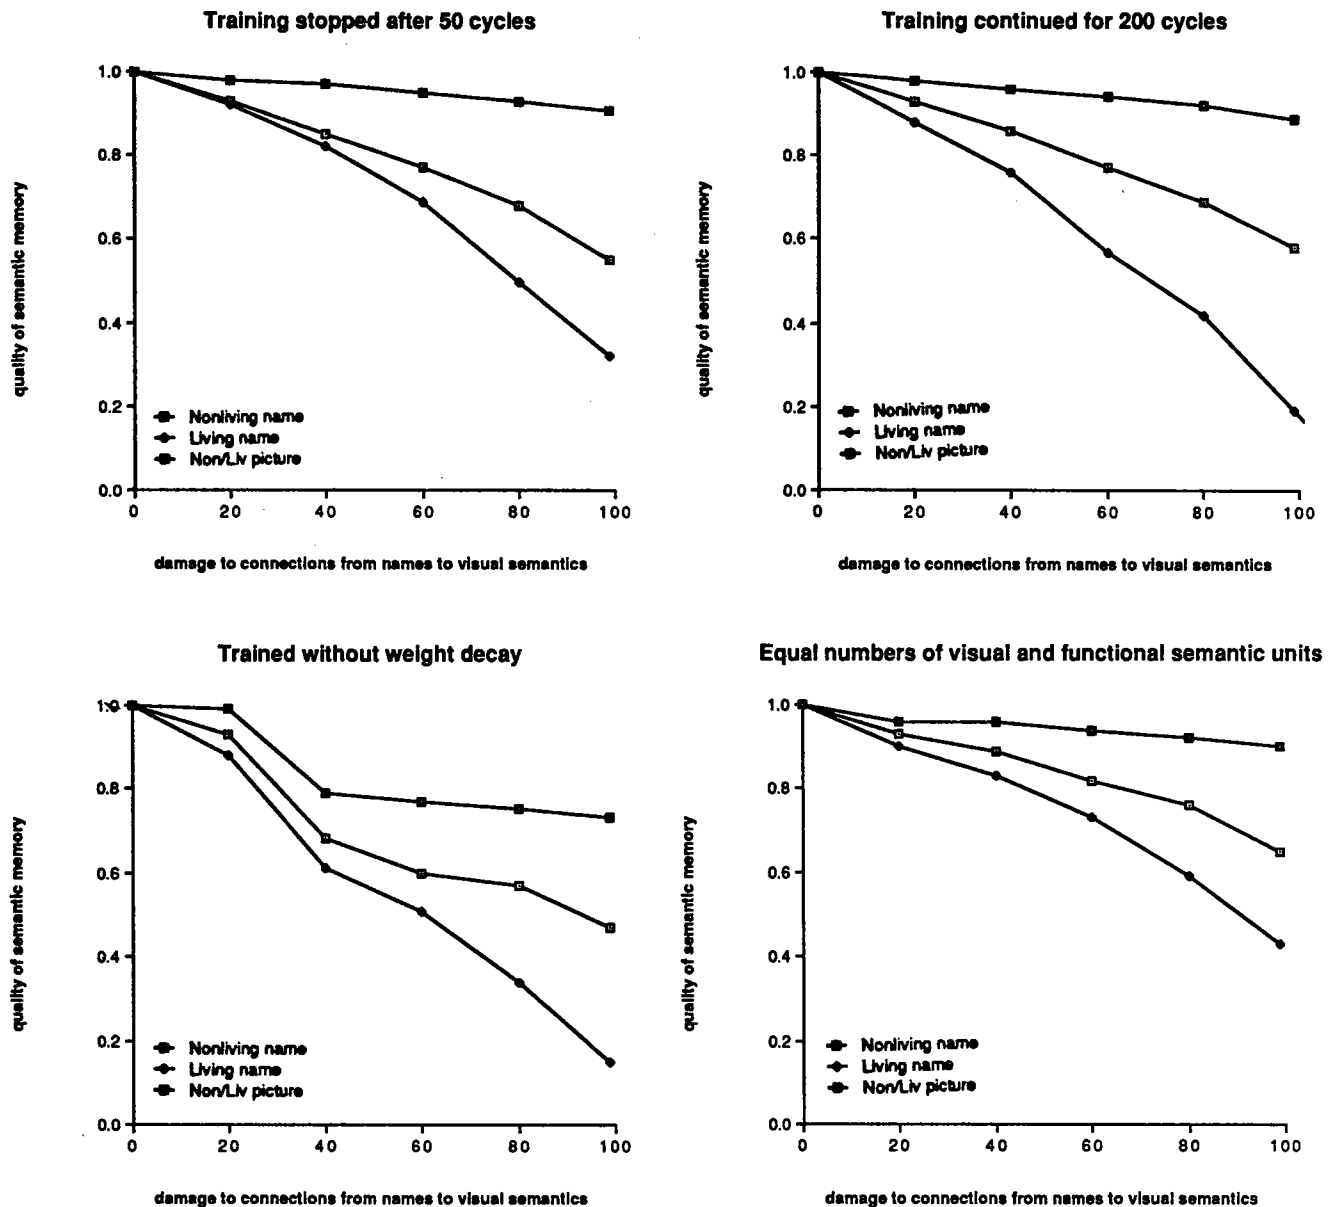 Training stopped after 50 cycles
1.0
0.8
0.6
0.4
0.2
0.0
quality of semantic memory
Nonliving name
Living name
Non/Liv picture
0 20 40 60 80 100
damage to connections from names to visual semantics
Training continued for 200 cycles
1.0
0.8
0.6
0.4
0.2
0.0
quality of semantic memory
Nonliving name
Living name
Non/Liv picture
0 20 40 60 80 100
damage to connections from names to visual semantics
Trained without weight decay
1.0
0.8
0.6
0.4
0.2
0.0
quality of semantic memory
Nonliving name
Living name
Non/Liv picture
0 20 40 60 80 100
damage to connections from names to visual semantics
Equal numbers of visual and functional semantic units
1.0
0.8
0.6
0.4
0.2
0.0
quality of semantic memory
Nonliving name
Living name
Non/Liv picture
0 20 40 60 80 100
damage to connections from names to visual semantics